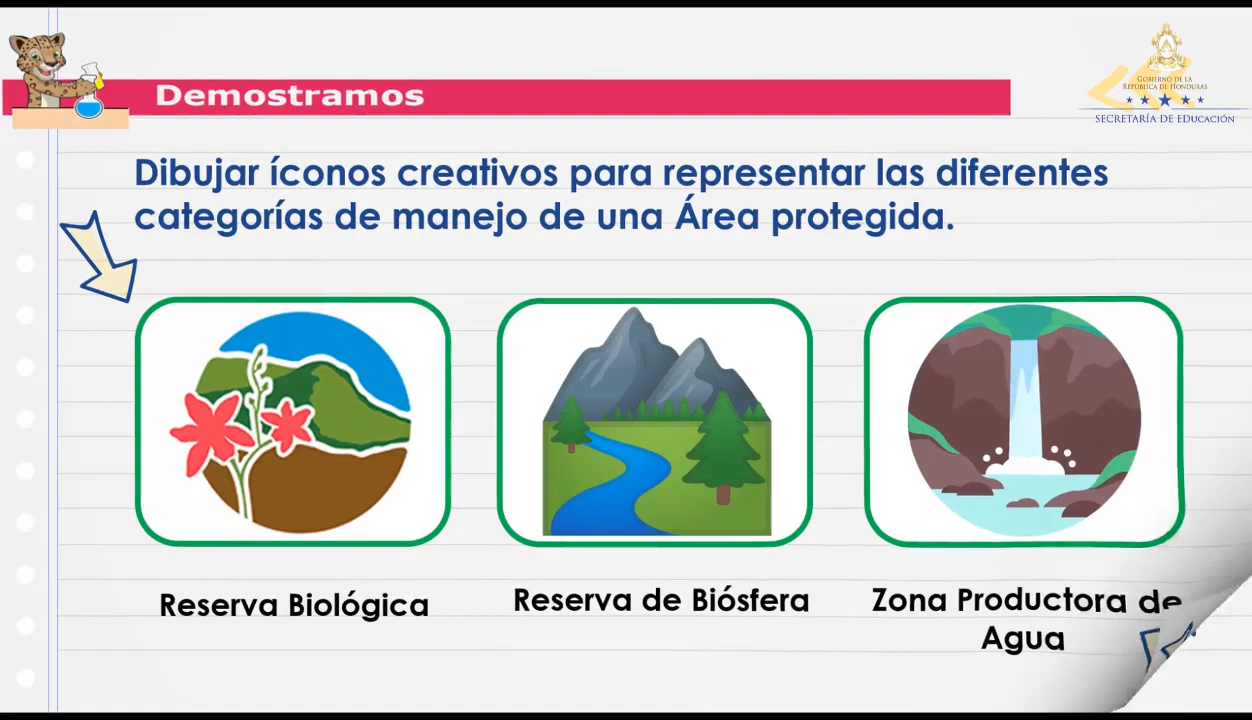 Demostramos
GOBIERNO DE LA
REPÚBLICA DE HONDURAS
SECRETARÍA DE EDUCACIÓN
Dibujar íconos creativos para representar las diferentes
categorías de manejo de una Área protegida.
Reserva Biológica
Reserva de Biósfera
Zona Productora de
Agua